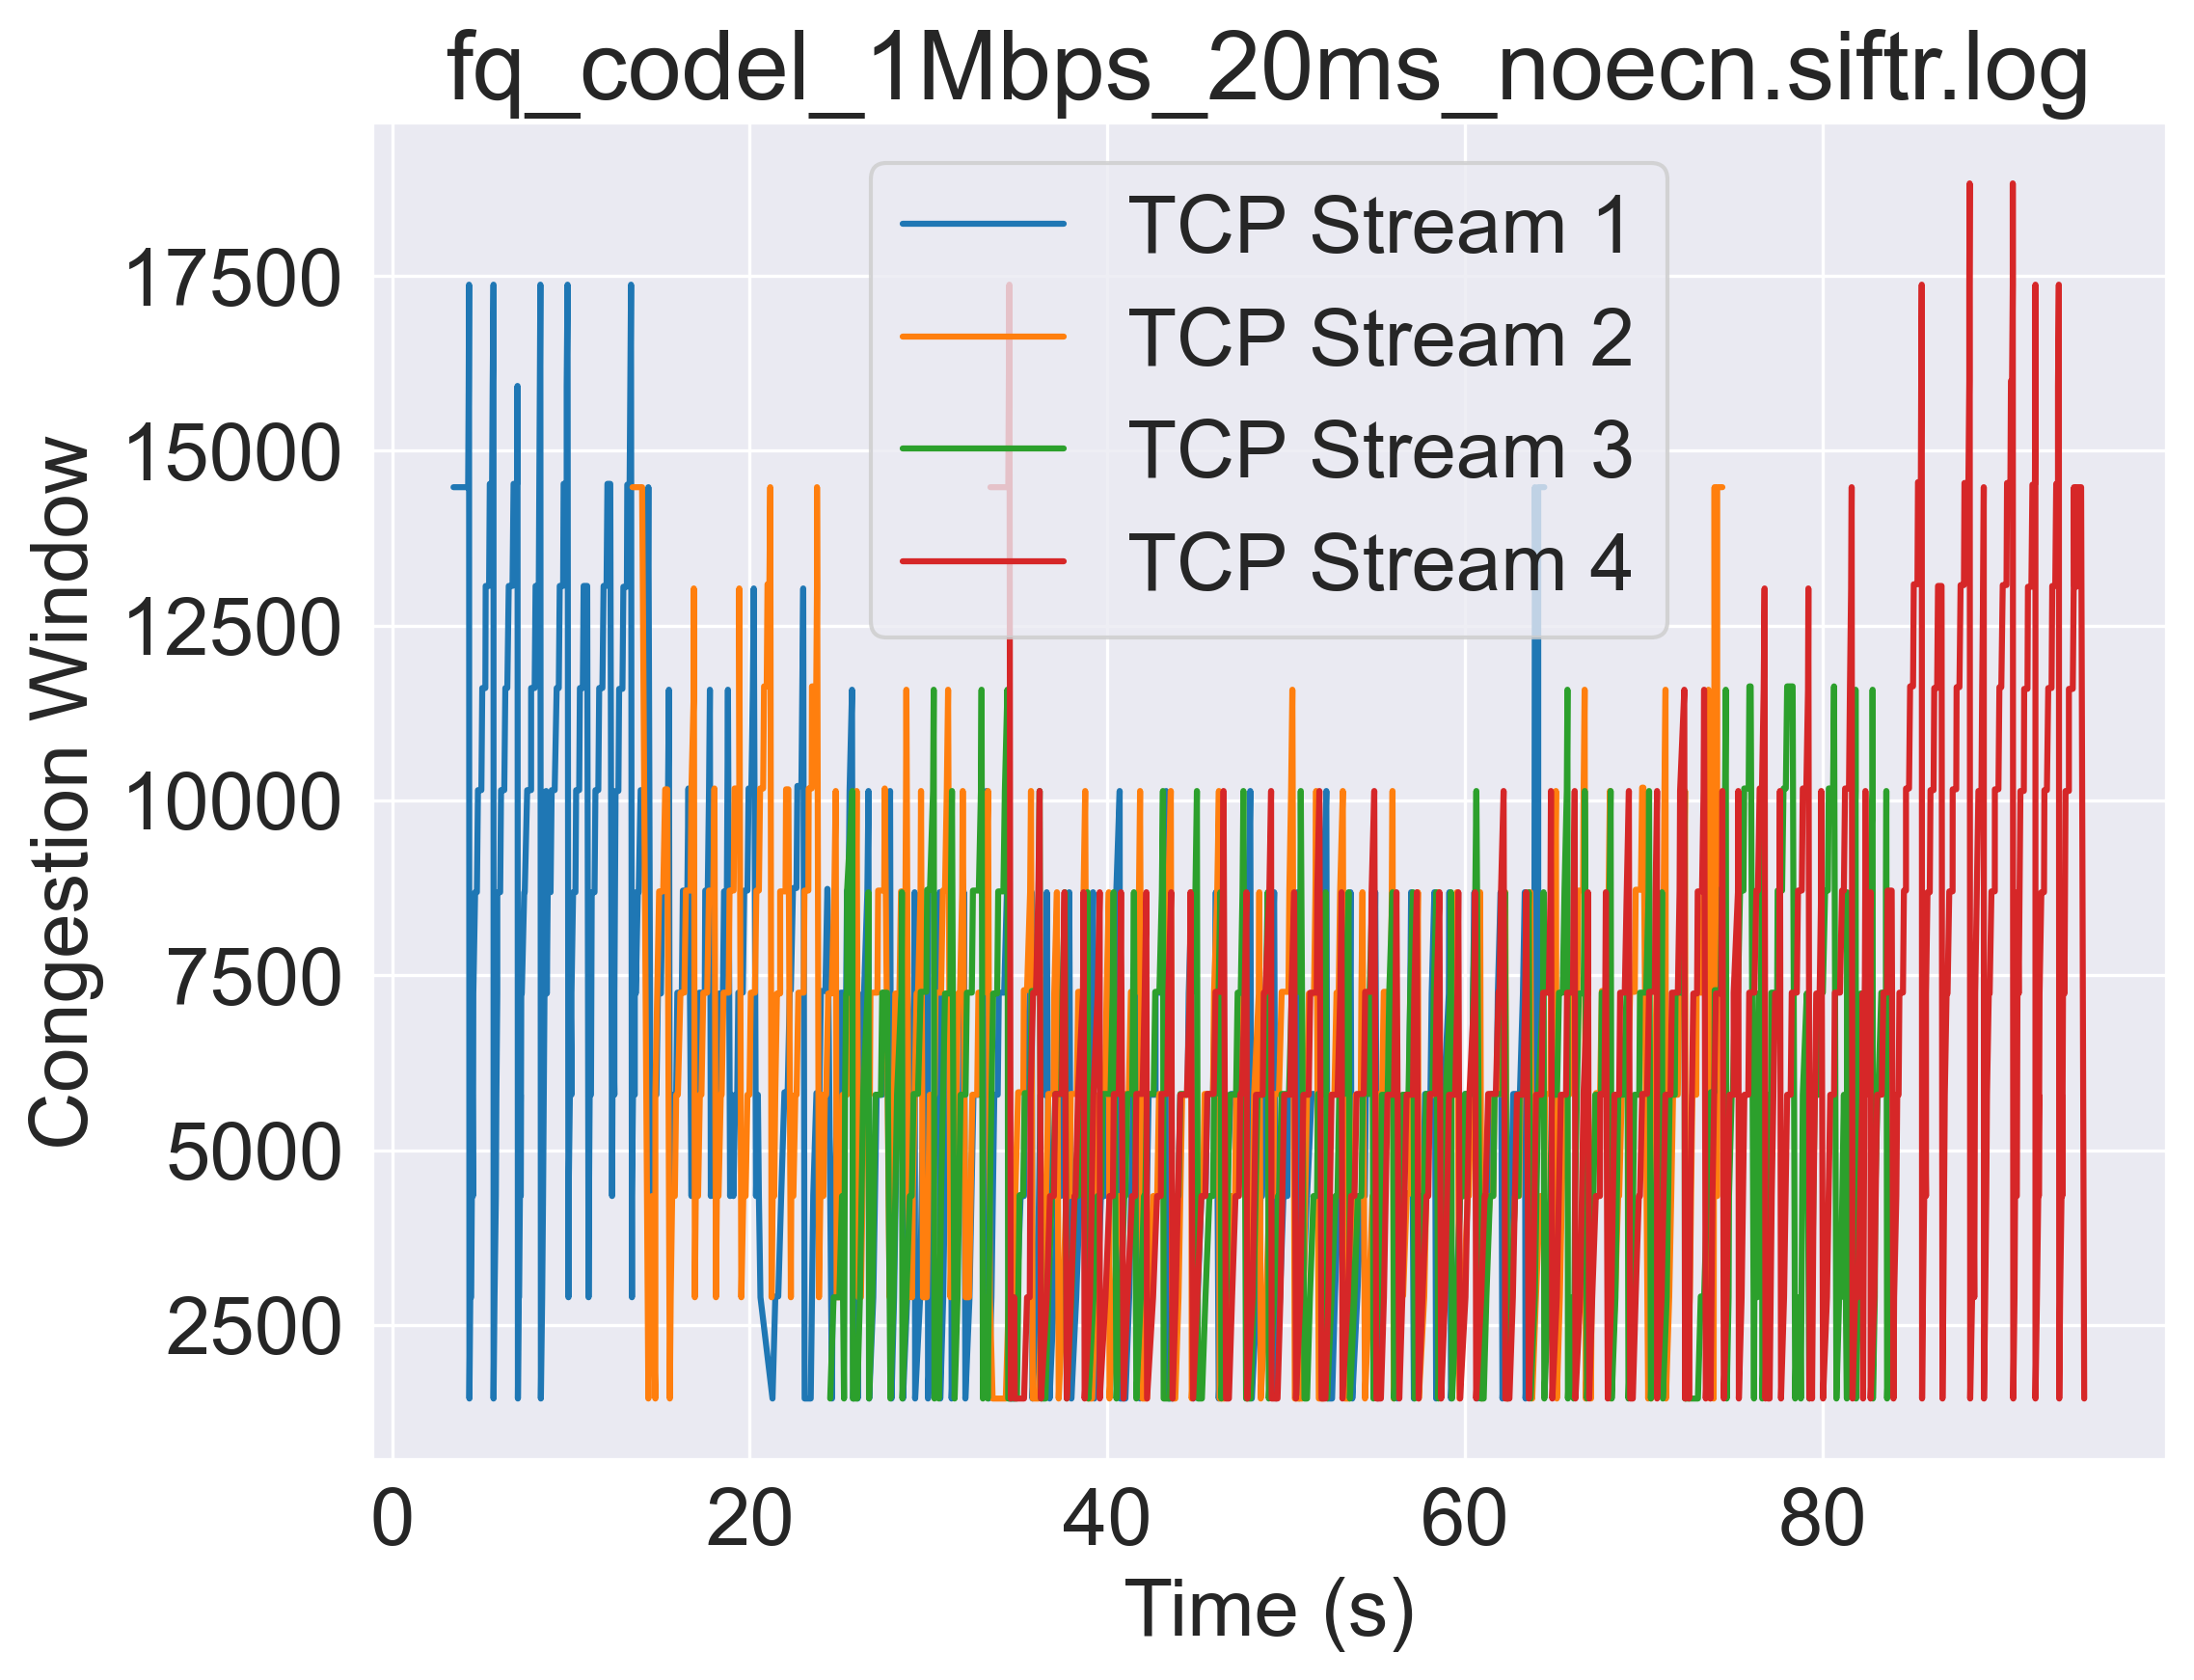 fq_codel_1Mbps_20ms_noecn.siftr.log
TCP Stream 1
TCP Stream 2
TCP Stream 3
TCP Stream 4
Congestion Window
17500
15000
12500
10000
7500
5000
2500
0 20 40 60 80
Time (s)